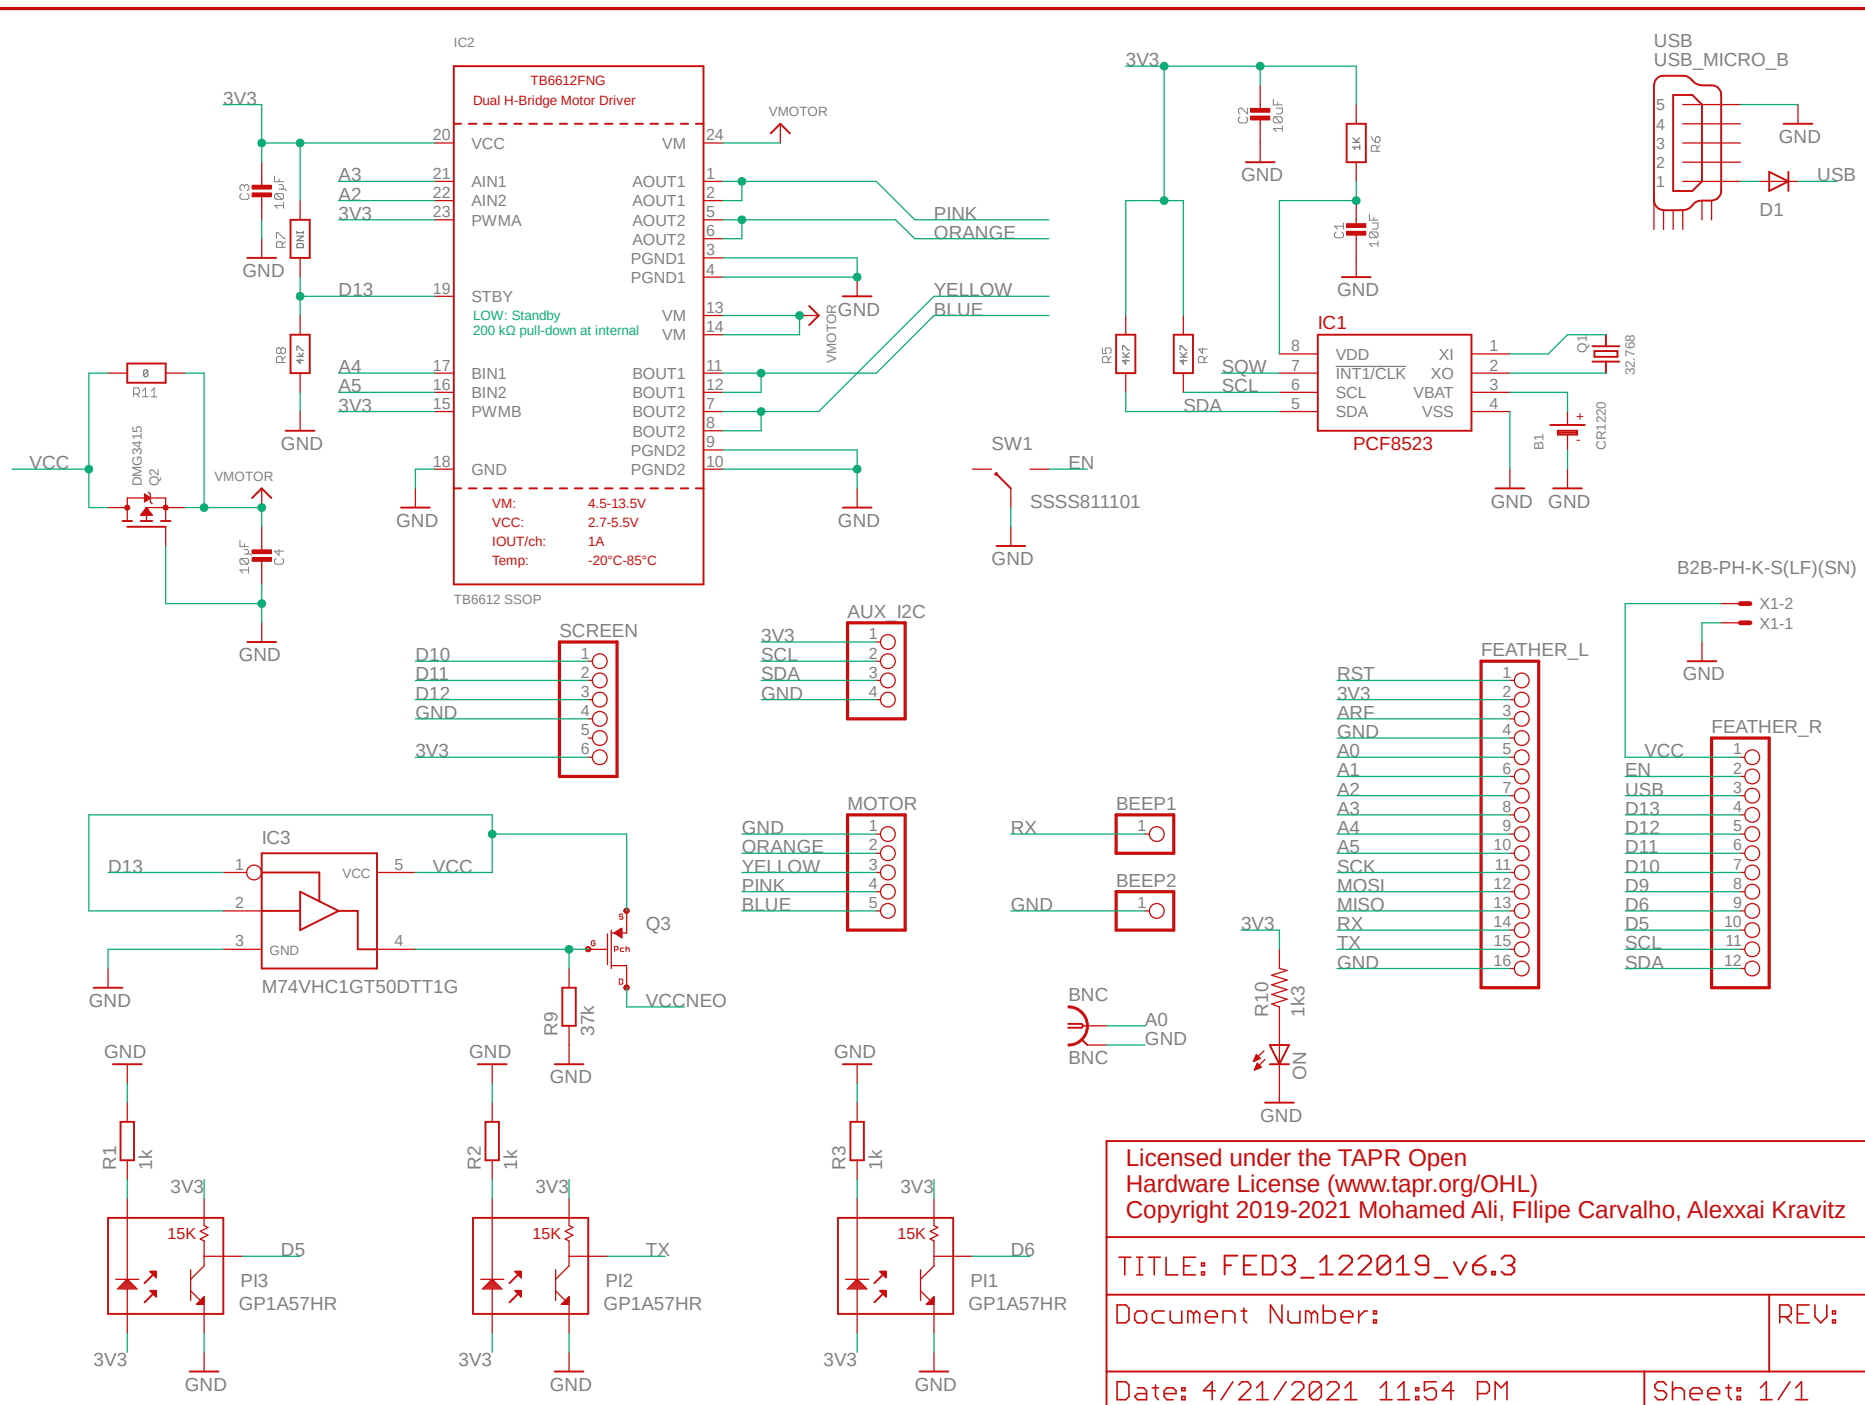 IC2
TB6612FNG
Dual H-Bridge Motor Driver
3V3
20 VCC VM 24 VMOTOR
A3 21 AIN1 AOUT1 1
A2 22 AIN2 AOUT1 2
3V3 23 PWMA AOUT2 5 PINK
AOUT2 6 ORANGE
PGND1 3
PGND1 4
C3 10µF
R7 DNI
GND
D13 19 STBY
LOW: Standby
200 kΩ pull-down at internal
GND
VM 13
VM 14
VMOTOR
YELLOW
BLUE
R8 4k7
A4 17 BIN1 BOUT1 11
A5 16 BIN2 BOUT1 12
3V3 15 PWMB BOUT2 7
BOUT2 8
PGND2 9
18 GND PGND2 10
GND
GND
GND
VM: 4.5-13.5V
VCC: 2.7-5.5V
IOUT/ch: 1A
Temp: -20°C-85°C
TB6612 SSOP
0
R11
VCC
DMG3415
Q2
VMOTOR
10µF C4
GND
3V3
C2 10uF
GND
1K R6
C1 10uF
GND
R5 4K7
4K7 R4
IC1
8 VDD XI 1
SQW 7 INT1/CLK XO 2
SCL 6 SCL VBAT 3
SDA 5 SDA VSS 4
PCF8523
Q1 32.768
B1 + - CR1220
GND GND
USB
USB_MICRO_B
5
4
3
2
1
GND
USB
D1
SW1
EN
SSSS811101
GND
B2B-PH-K-S(LF)(SN)
X1-2
X1-1
GND
SCREEN
D10 1
D11 2
D12 3
GND 4
5
3V3 6
AUX_I2C
3V3 1
SCL 2
SDA 3
GND 4
FEATHER_L
RST 1
3V3 2
ARF 3
GND 4
A0 5
A1 6
A2 7
A3 8
A4 9
A5 10
SCK 11
MOSI 12
MISO 13
RX 14
TX 15
GND 16
FEATHER_R
VCC 1
EN 2
USB 3
D13 4
D12 5
D11 6
D10 7
D9 8
D6 9
D5 10
SCL 11
SDA 12
IC3
D13 1 VCC 5 VCC
2
3 GND 4
GND
M74VHC1GT50DTT1G
S
G Pch
D
Q3
VCCNEO
R9 37k
GND
MOTOR
GND 1
ORANGE 2
YELLOW 3
PINK 4
BLUE 5
BEEP1
RX 1
BEEP2
GND 1
BNC
A0
GND
BNC
3V3
R10 1k3
ON
GND
GND
R1 1k
3V3
15K
D5
PI3
GP1A57HR
3V3
GND
GND
R2 1k
3V3
15K
TX
PI2
GP1A57HR
3V3
GND
GND
R3 1k
3V3
15K
D6
PI1
GP1A57HR
3V3
GND
Licensed under the TAPR Open
Hardware License (www.tapr.org/OHL)
Copyright 2019-2021 Mohamed Ali, FIlipe Carvalho, Alexxai Kravitz
TITLE: FED3_122019_v6.3
Document Number:
REV:
Date: 4/21/2021 11:54 PM
Sheet: 1/1